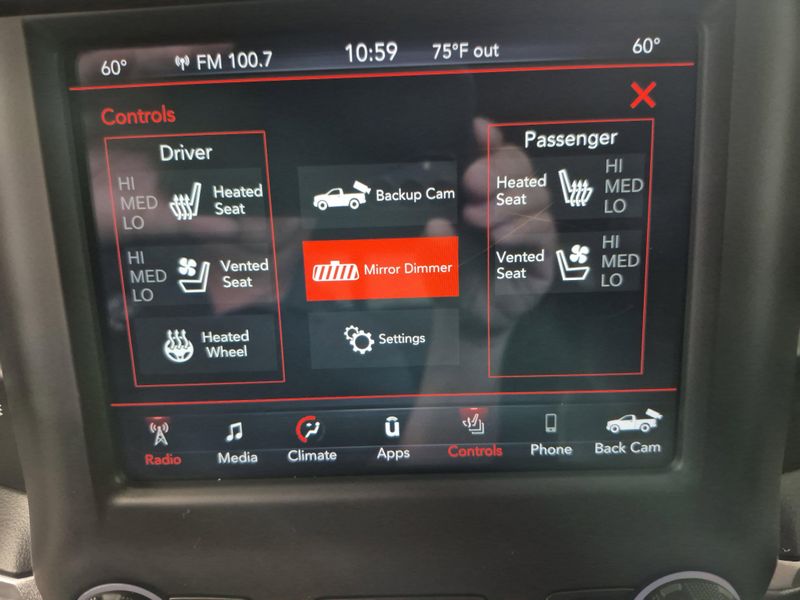 60° FM 100.7 10:59 75°F out 60°
Controls
Driver
HI
MED
LO
Heated
Seat
HI
MED
LO
Vented
Seat
Heated
Wheel
Backup Cam
Mirror Dimmer
Settings
Passenger
Heated
Seat
HI
MED
LO
Vented
Seat
HI
MED
LO
Radio Media Climate Apps Controls Phone Back Cam